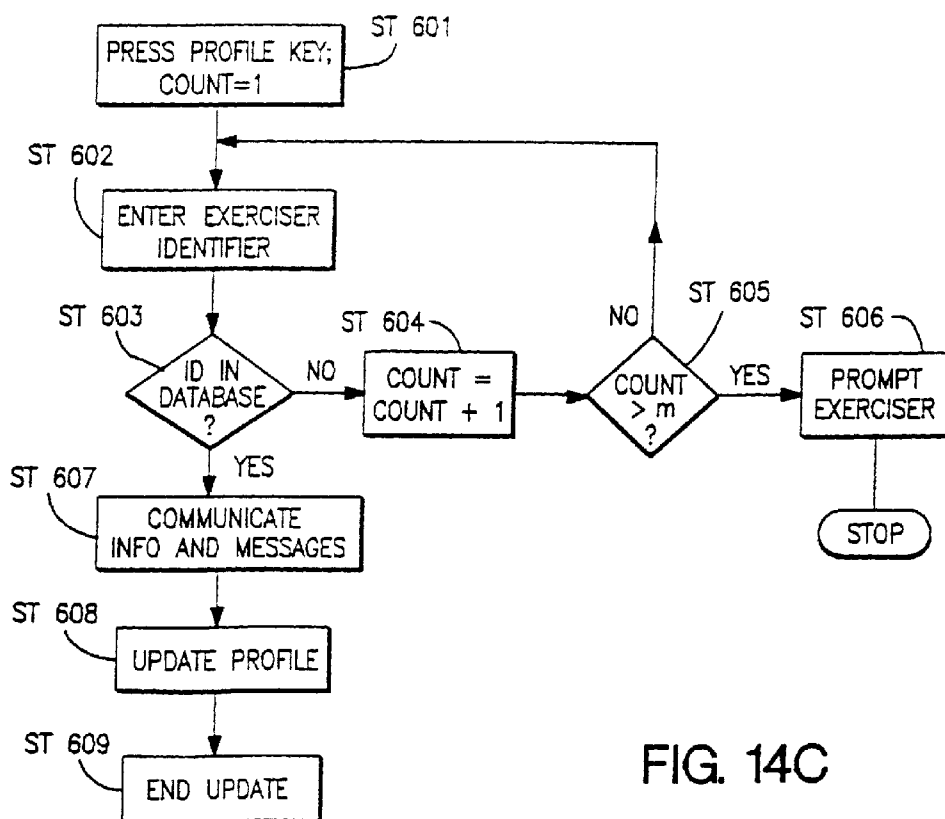 ST 601
PRESS PROFILE KEY;
COUNT=1
ST 602
ENTER EXERCISER
IDENTIFIER
ST 603
ID IN
DATABASE
?
NO
YES
ST 604
COUNT =
COUNT + 1
NO
ST 605
COUNT
> m
?
YES
ST 606
PROMPT
EXERCISER
STOP
ST 607
COMMUNICATE
INFO AND MESSAGES
ST 608
UPDATE PROFILE
ST 609
END UPDATE
FIG. 14C